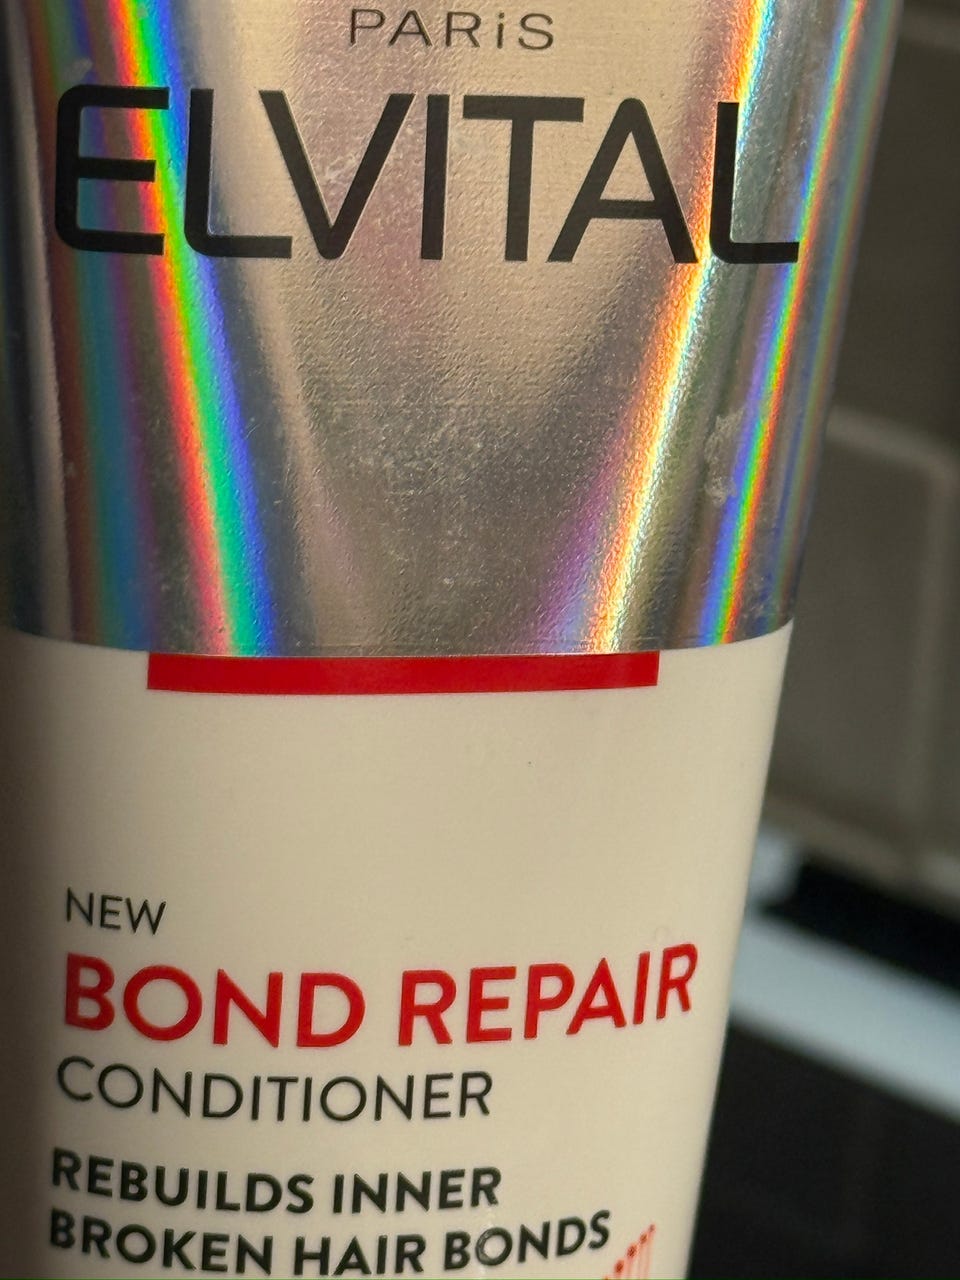 PARiS
ELVITAL
NEW
BOND REPAIR
CONDITIONER
REBUILDS INNER
BROKEN HAIR BONDS